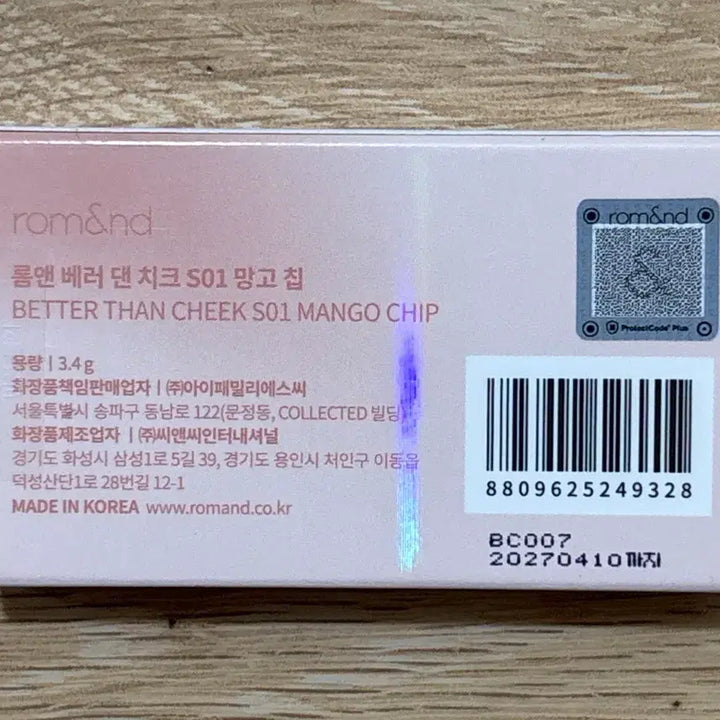 rom&nd
롬앤 베러 댄 치크 S01 망고 칩
BETTER THAN CHEEK S01 MANGO CHIP
용량 | 3.4 g
화장품책임판매업자 | ㈜아이패밀리에스씨
서울특별시 송파구 동남로 122(문정동, COLLECTED 빌딩)
화장품제조업자 | ㈜씨앤씨인터내셔널
경기도 화성시 삼성1로 5길 39, 경기도 용인시 처인구 이동읍
덕성산단1로 28번길 12-1
MADE IN KOREA www.romand.co.kr
rom&nd
ProtectCode® Plus
8809625249328
BC007
20270410까지